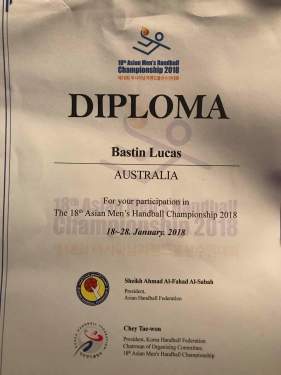 18th Asian Men's Handball
Championship 2018
DIPLOMA
Bastin Lucas
AUSTRALIA
For your participation in
The 18th Asian Men's Handball Championship 2018
18~28. January. 2018
Sheikh Ahmad Al-Fahad Al-Sabah
President,
Asian Handball Federation
Chey Tae-won
President, Korea Handball Federation
Chairman of Organizing Committee,
18th Asian Men's Handball Championship